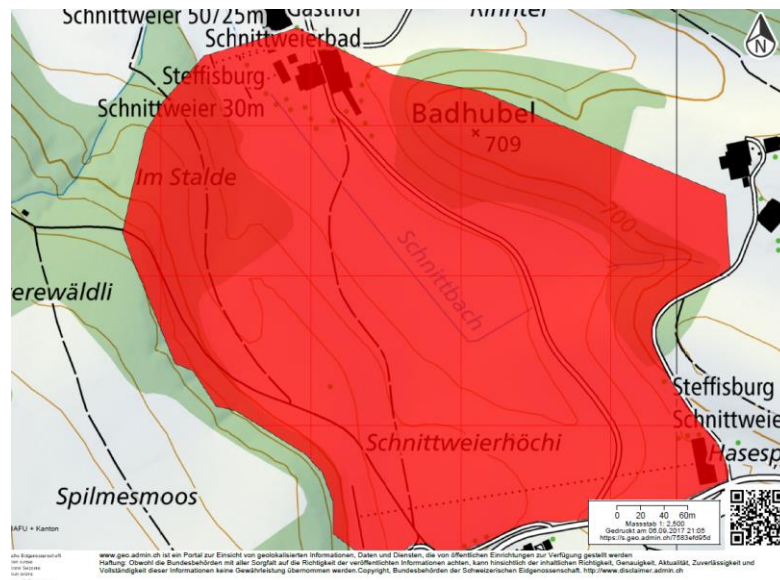 Schnittweier 50/25m
Gasthof
Schnittweierbad
Steffisburg
Schnittweier 30m
Badhubel
709
Im Stalde
700
Schnittbach
erewäldli
Steffisburg
Schnittweie
Schnittweierhöchi
Hasesp
Spilmesmoos
0 20 40 60m
Massstab 1: 2,500
Gedruckt am 06.09.2017 21:05
https://s.geo.admin.ch/7583efd95d
BAFU + Kanton
www.geo.admin.ch ist ein Portal zur Einsicht von geolokalisierten Informationen, Daten und Diensten, die von öffentlichen Einrichtungen zur Verfügung gestellt werden
Haftung: Obwohl die Bundesbehörden mit aller Sorgfalt auf die Richtigkeit der veröffentlichten Informationen achten, kann hinsichtlich der inhaltlichen Richtigkeit, Genauigkeit, Aktualität, Zuverlässigkeit und
Vollständigkeit dieser Informationen keine Gewährleistung übernommen werden.Copyright, Bundesbehörden der Schweizerischen Eidgenossenschaft. http://www.disclaimer.admin.ch